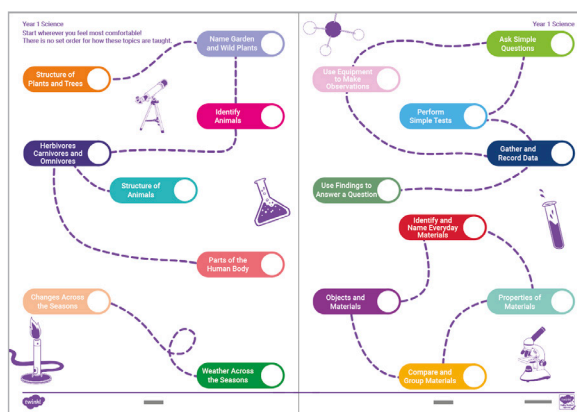 Year 1 Science
Start wherever you feel most comfortable!
There is no set order for how these topics are taught.
Name Garden
and Wild Plants
Structure of
Plants and Trees
Identify
Animals
Herbivores
Carnivores and
Omnivores
Structure of
Animals
Parts of the
Human Body
Changes Across
the Seasons
Weather Across
the Seasons
twinkl
Year 1 Science
Ask Simple
Questions
Use Equipment
to Make
Observations
Perform
Simple Tests
Gather and
Record Data
Use Findings to
Answer a Question
Identify and
Name Everyday
Materials
Objects and
Materials
Properties of
Materials
Compare and
Group Materials
twinkl